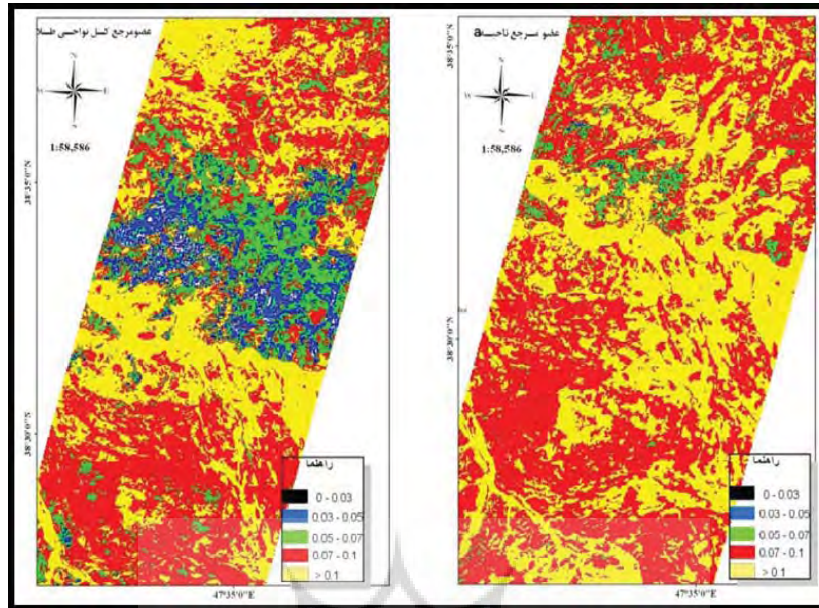 عضومرجع کل نواحی طلا
N
W E
1:58,586
38°35'0"N
38°30'0"N
47°35'0"E
راهنما
0 - 0.03
0.03 - 0.05
0.05 - 0.07
0.07 - 0.1
> 0.1
عضو مرجع ناحیه a
N
W E
1:58,586
38°35'0"N
38°30'0"N
47°35'0"E
راهنما
0 - 0.03
0.03 - 0.05
0.05 - 0.07
0.07 - 0.1
> 0.1